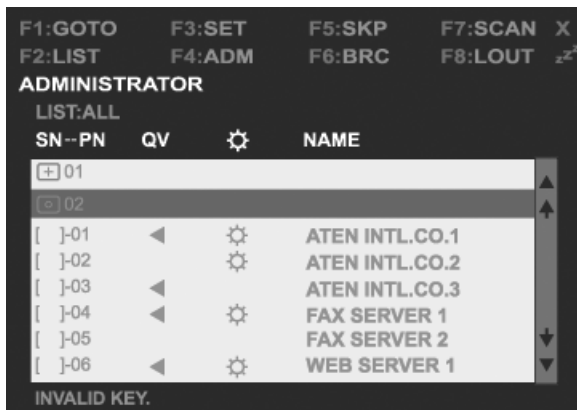 F1:GOTO F3:SET F5:SKP F7:SCAN X
F2:LIST F4:ADM F6:BRC F8:LOUT zZz
ADMINISTRATOR
LIST:ALL
SN--PN QV NAME
01
02
[ ]-01 ATEN INTL.CO.1
[ ]-02 ATEN INTL.CO.2
[ ]-03 ATEN INTL.CO.3
[ ]-04 FAX SERVER 1
[ ]-05 FAX SERVER 2
[ ]-06 WEB SERVER 1
INVALID KEY.